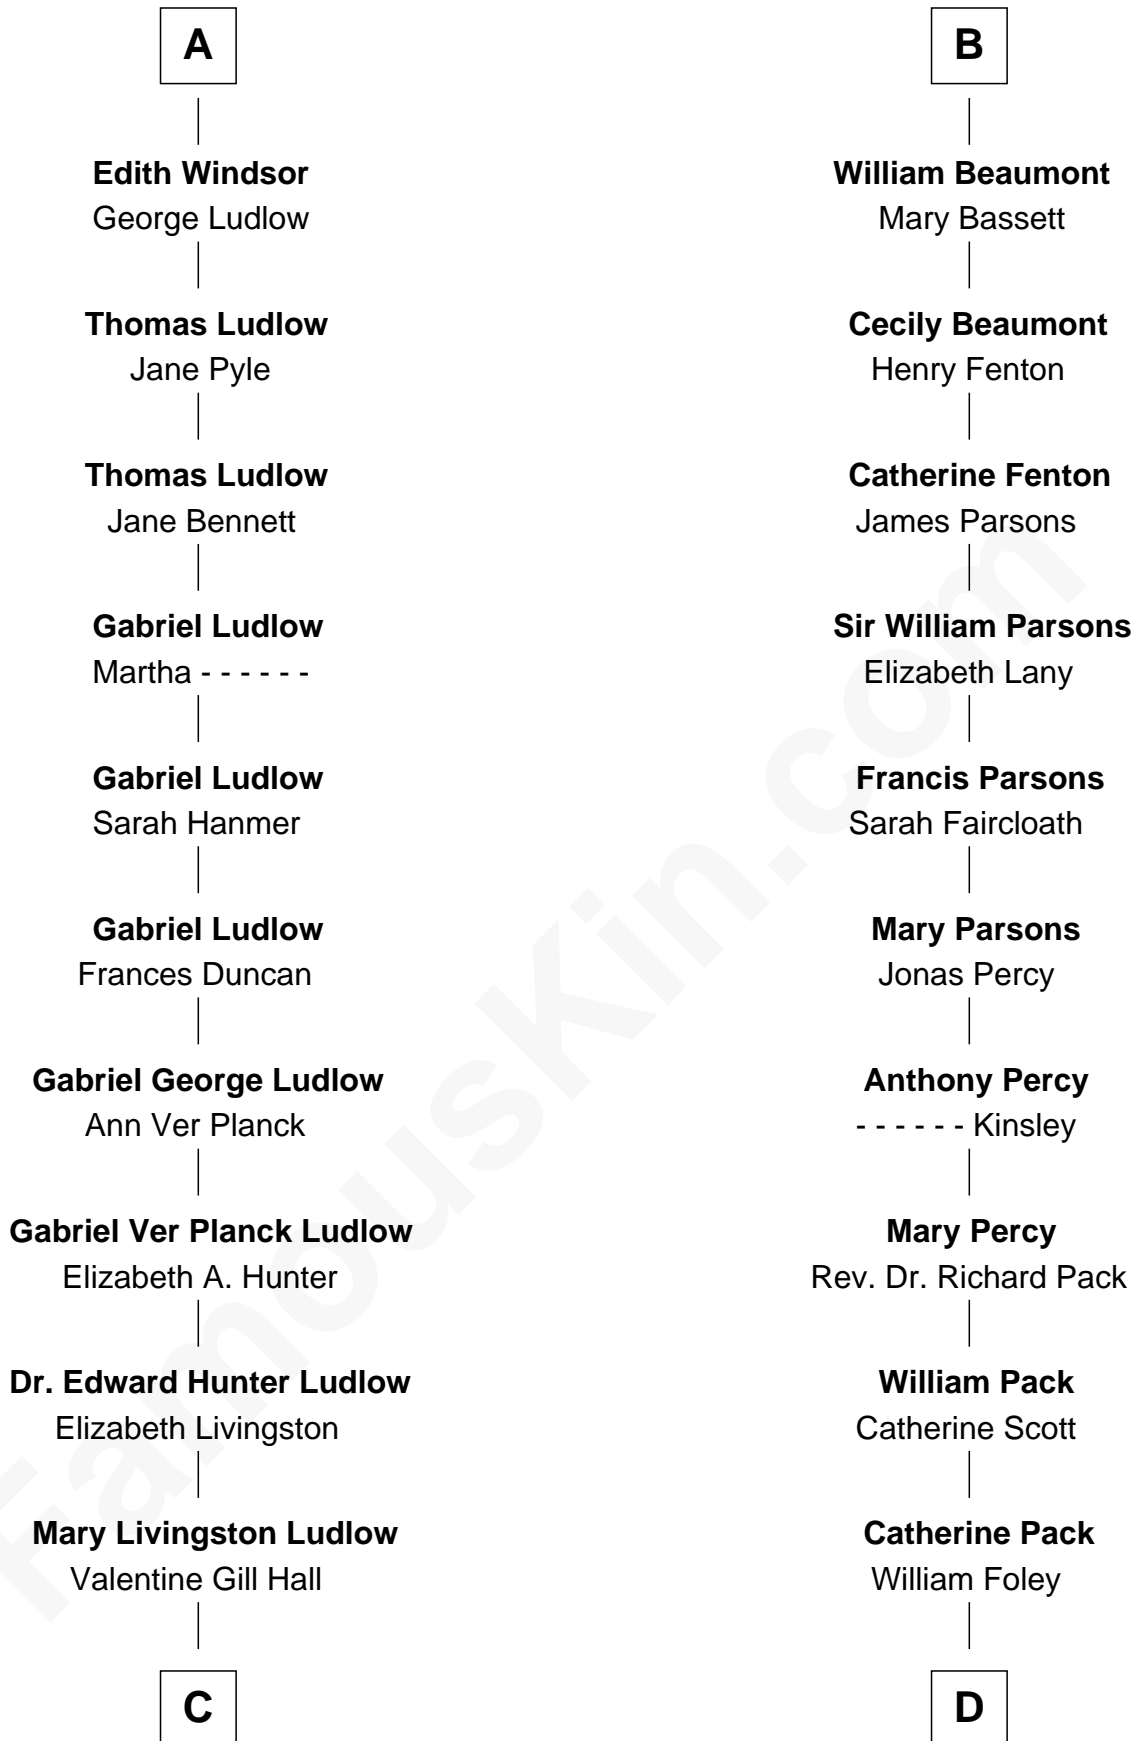 A
Edith Windsor
George Ludlow
Thomas Ludlow
Jane Pyle
Thomas Ludlow
Jane Bennett
Gabriel Ludlow
Martha - - - - - -
Gabriel Ludlow
Sarah Hanmer
Gabriel Ludlow
Frances Duncan
Gabriel George Ludlow
Ann Ver Planck
Gabriel Ver Planck Ludlow
Elizabeth A. Hunter
Dr. Edward Hunter Ludlow
Elizabeth Livingston
Mary Livingston Ludlow
Valentine Gill Hall
C
B
William Beaumont
Mary Bassett
Cecily Beaumont
Henry Fenton
Catherine Fenton
James Parsons
Sir William Parsons
Elizabeth Lany
Francis Parsons
Sarah Faircloath
Mary Parsons
Jonas Percy
Anthony Percy
- - - - - - Kinsley
Mary Percy
Rev. Dr. Richard Pack
William Pack
Catherine Scott
Catherine Pack
William Foley
D
FamousKin.com